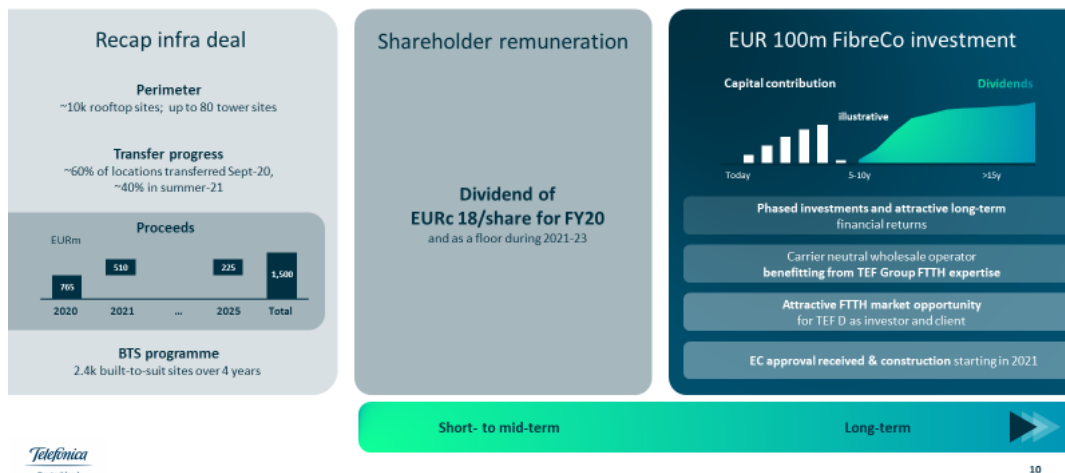 Recap infra deal
Perimeter
~10k rooftop sites; up to 80 tower sites
Transfer progress
~60% of locations transferred Sept-20,
~40% in summer-21
Proceeds
EURm
765
510
225
1,500
2020
2021
...
2025
Total
BTS programme
2.4k built-to-suit sites over 4 years
Shareholder remuneration
Dividend of
EURc 18/share for FY20
and as a floor during 2021-23
EUR 100m FibreCo investment
Capital contribution
Dividends
illustrative
Today
5-10y
>15y
Phased investments and attractive long-term
financial returns
Carrier neutral wholesale operator
benefitting from TEF Group FTTH expertise
Attractive FTTH market opportunity
for TEF D as investor and client
EC approval received & construction starting in 2021
Short- to mid-term
Long-term
Telefónica
10